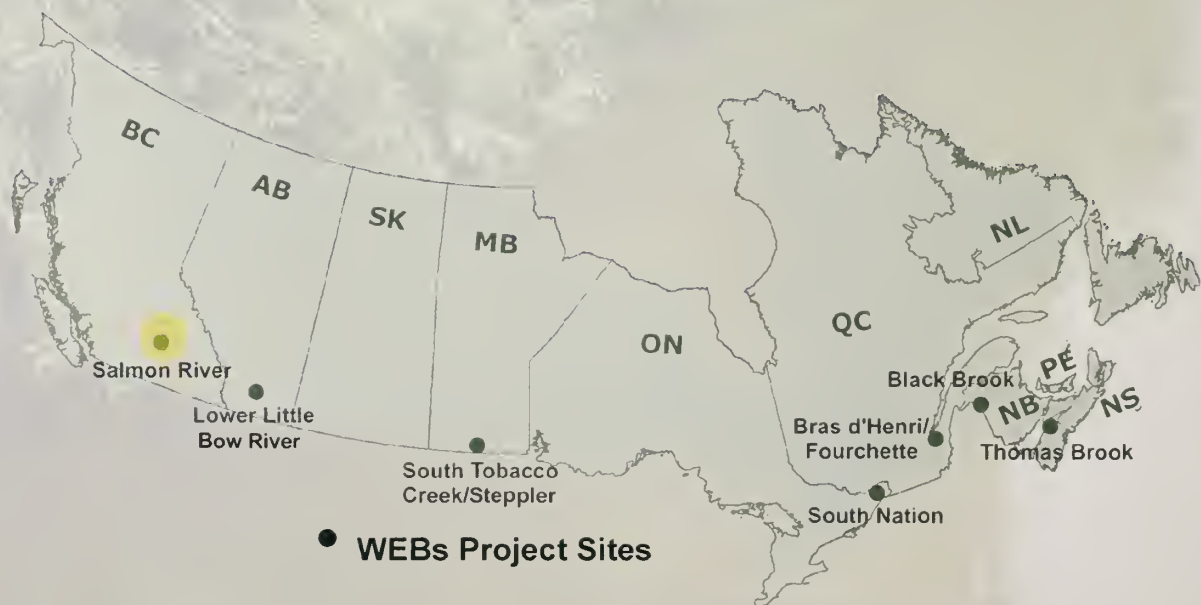 BC
AB
SK
MB
ON
QC
NL
PE
NB
NS
Salmon River
Lower Little
Bow River
South Tobacco
Creek/Steppler
Black Brook
Bras d'Henri/
Fourchette
Thomas Brook
South Nation
WEBs Project Sites